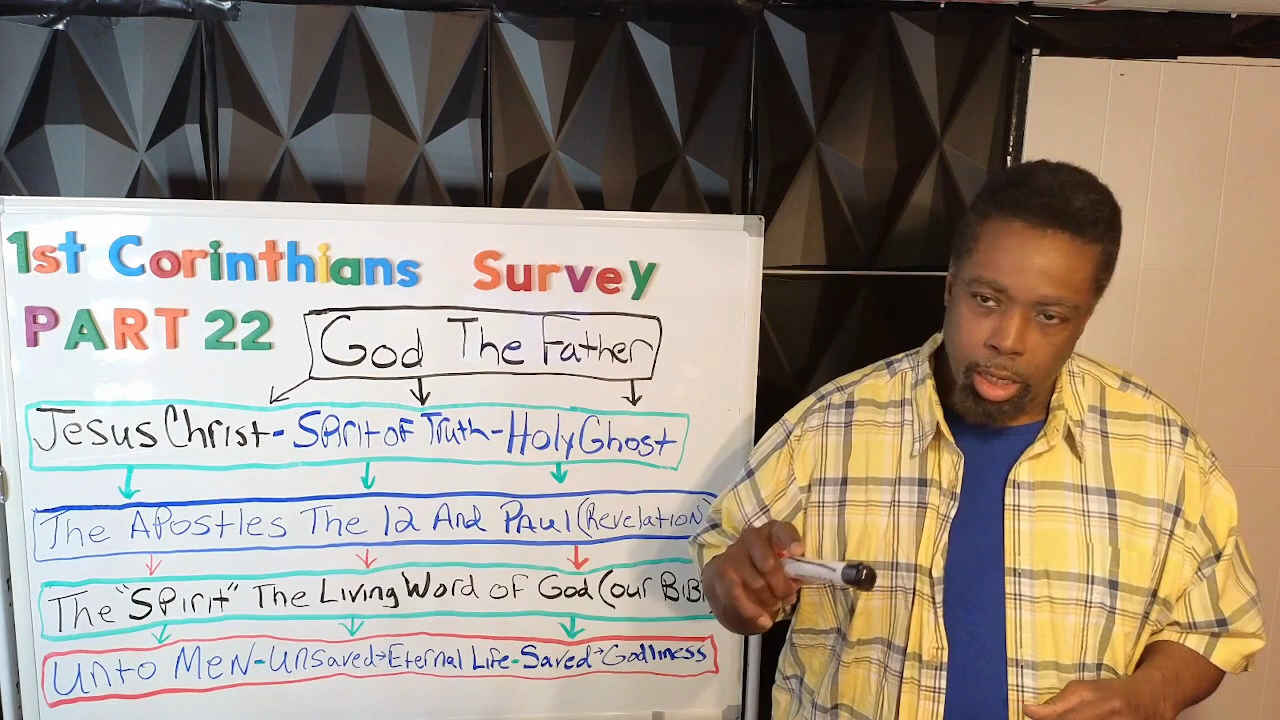 1st Corinthians Survey
PART 22
God The Father
Jesus Christ-Spirit of Truth-Holy Ghost
The Apostles The 12 And Paul (Revelation)
The "Spirit" The Living Word of God (our Bib
Unto Men-Unsaved→Eternal Life-Saved→Godliness